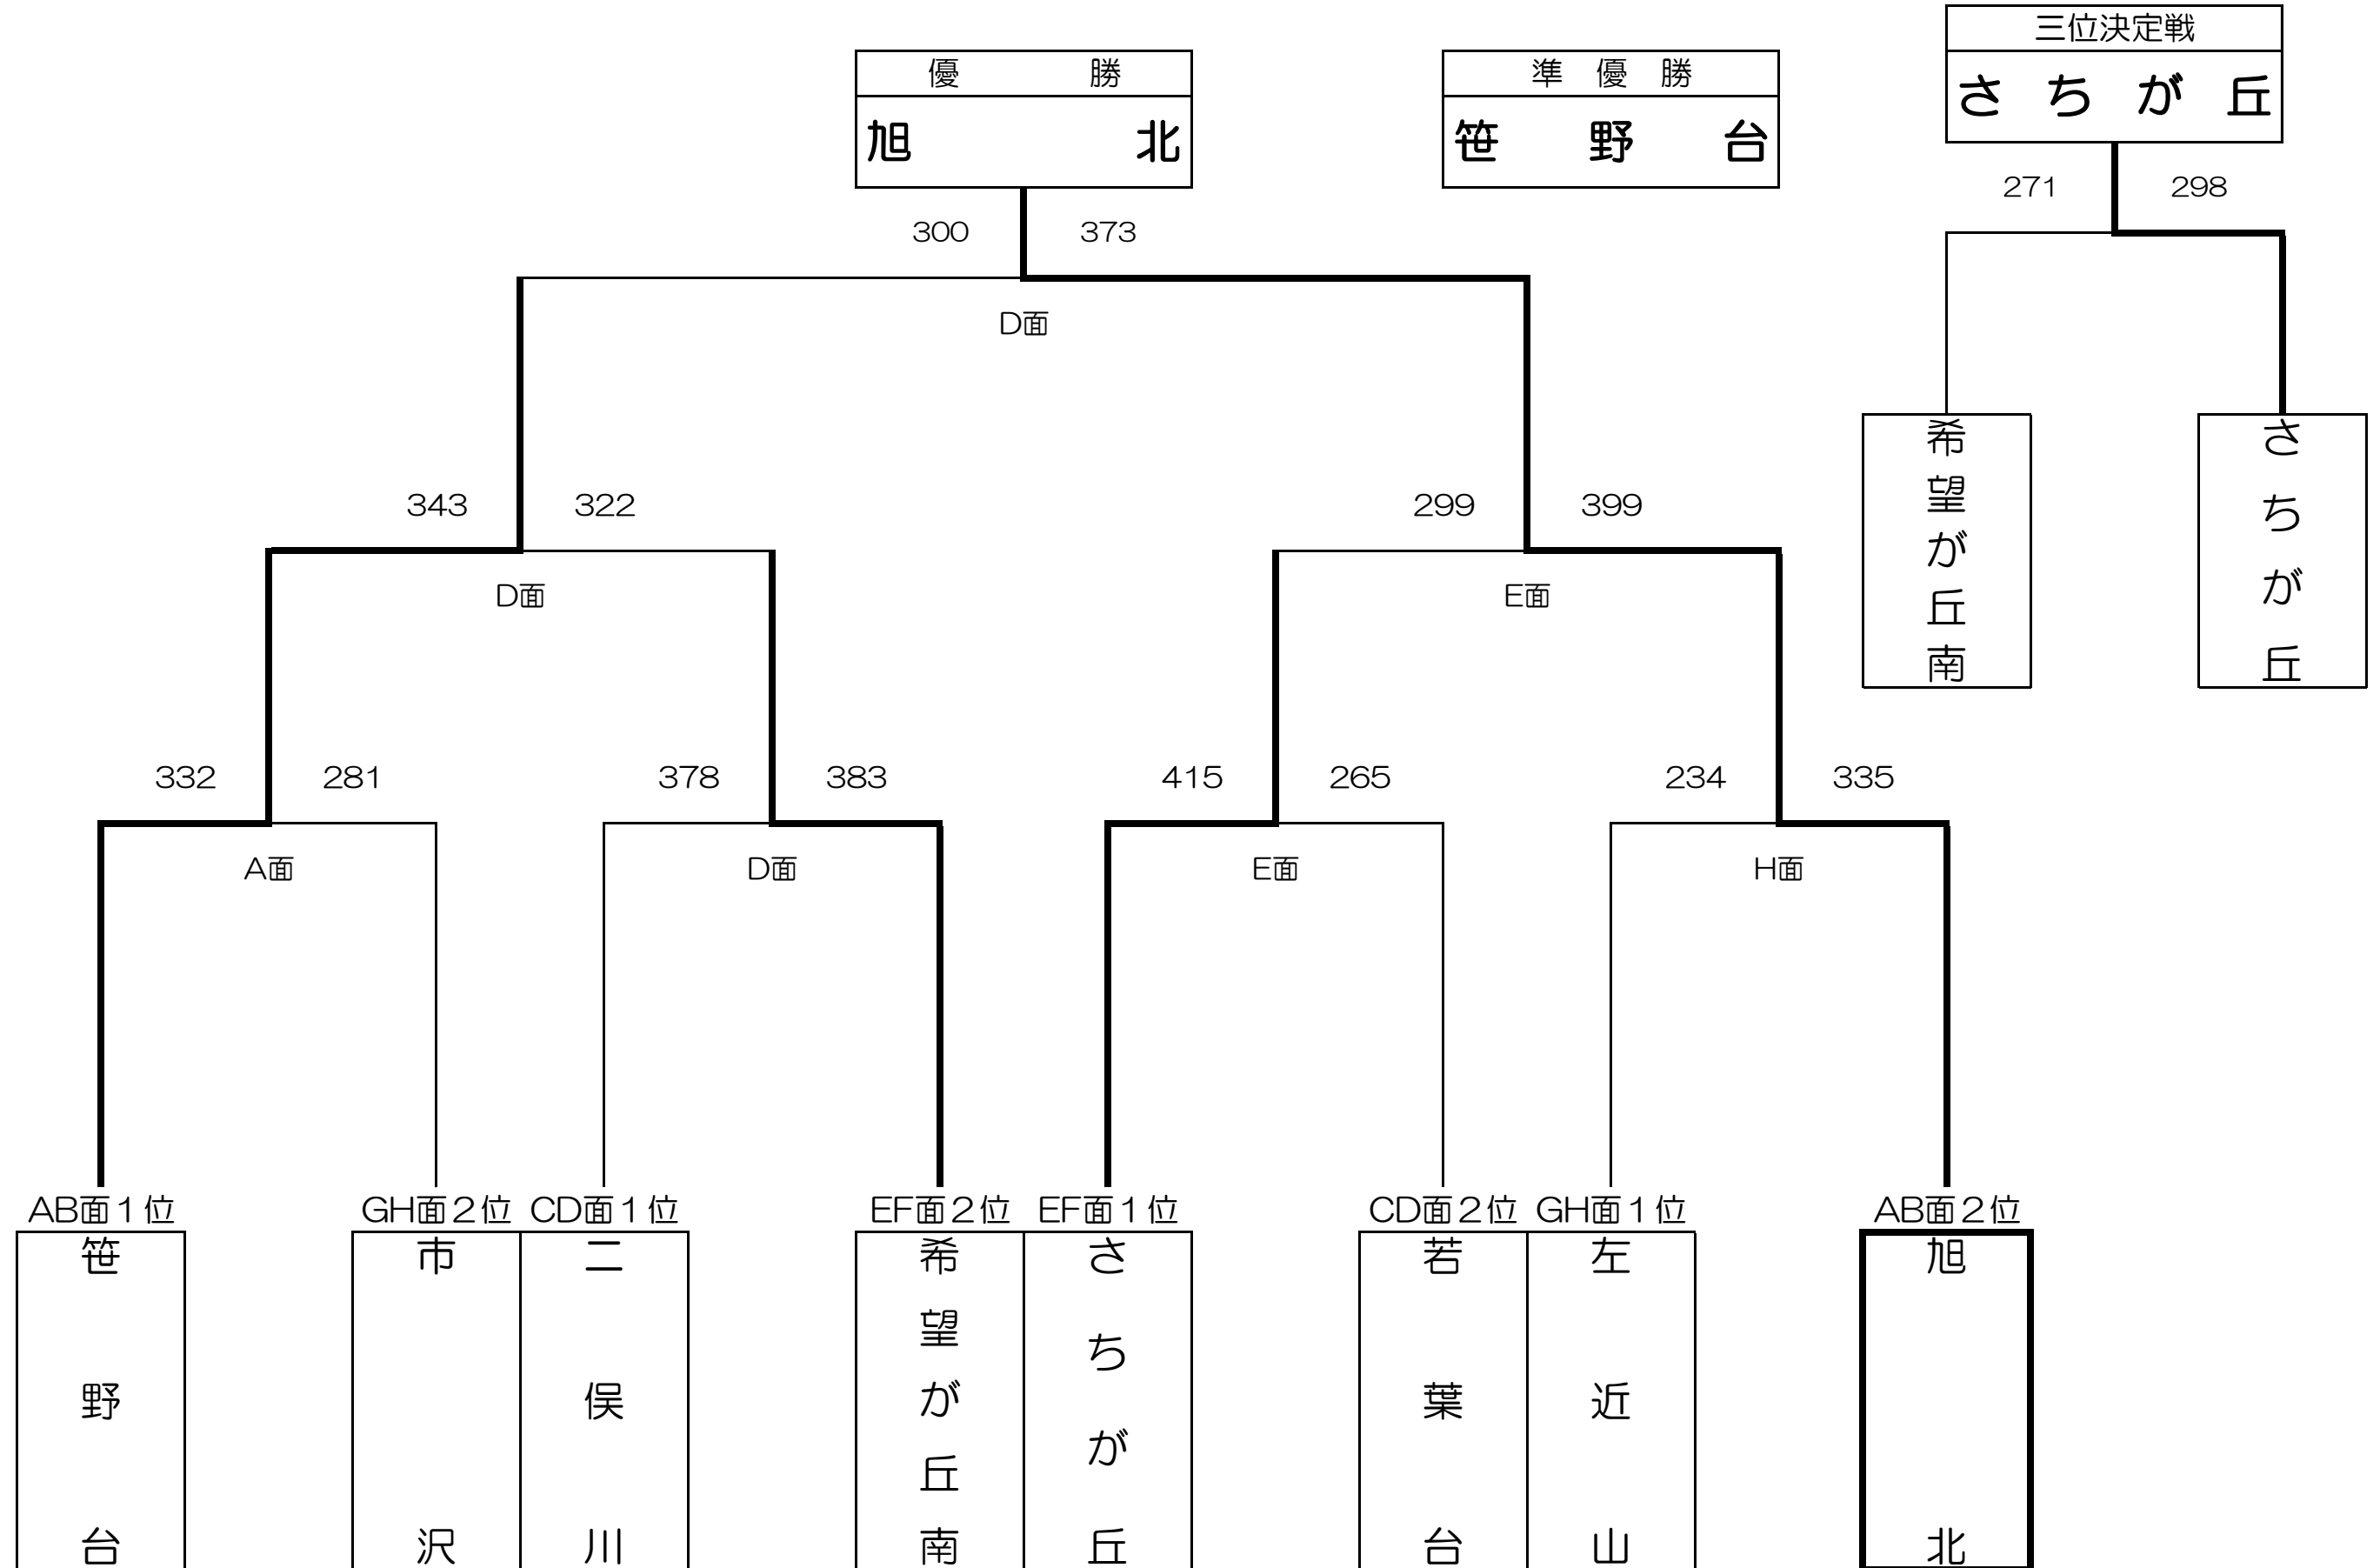 三位決定戦
優　勝
準　優　勝
さちが丘
旭北
笹野台
271 298
300 373
D面
希望が丘南
さちが丘
343 322 299 399
D面 E面
332 281 378 383 415 265 234 335
A面 D面 E面 H面
AB面１位 GH面２位 CD面１位 EF面２位 EF面１位 CD面２位 GH面１位 AB面２位
笹野台
市沢
二俣川
希望が丘南
さちが丘
若葉台
左近山
旭北